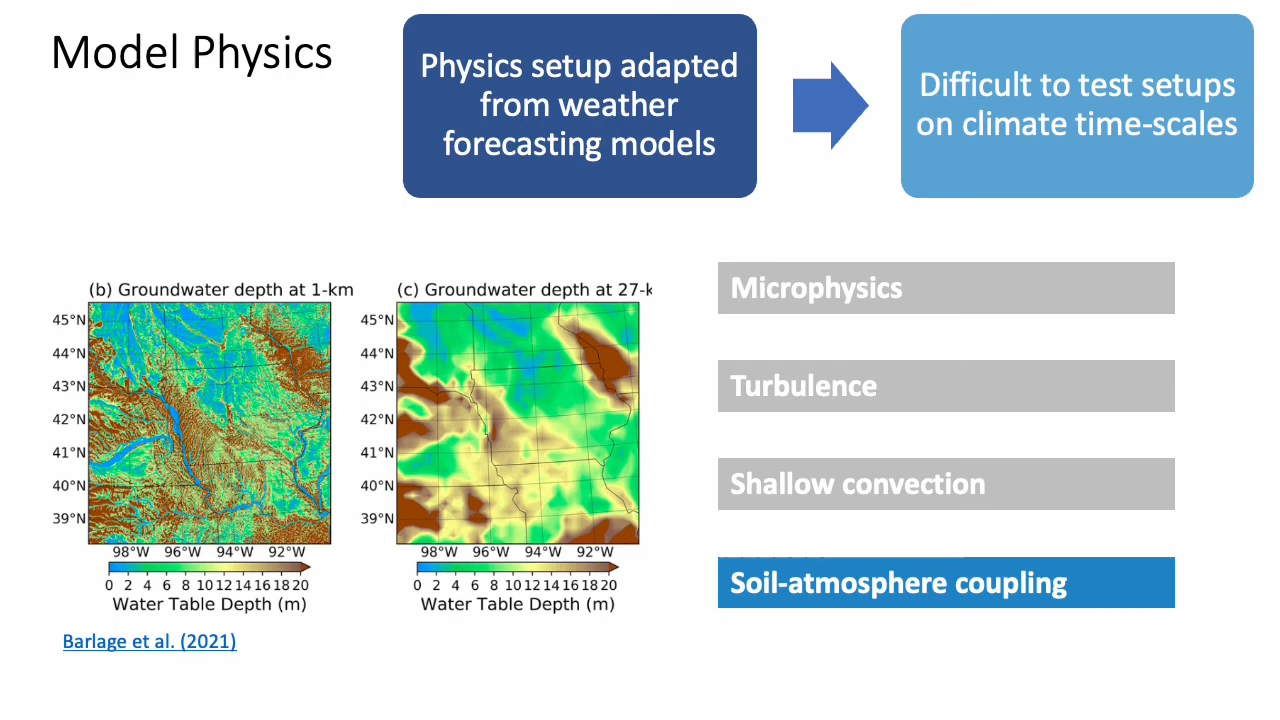 Model Physics
Physics setup adapted
from weather
forecasting models
Difficult to test setups
on climate time-scales
(b) Groundwater depth at 1-km
45°N
44°N
43°N
42°N
41°N
40°N
39°N
98°W 96°W 94°W 92°W
0 2 4 6 8 10 12 14 16 18 20
Water Table Depth (m)
(c) Groundwater depth at 27-k
45°N
44°N
43°N
42°N
41°N
40°N
39°N
98°W 96°W 94°W 92°W
0 2 4 6 8 10 12 14 16 18 20
Water Table Depth (m)
Barlage et al. (2021)
Microphysics
Turbulence
Shallow convection
Soil-atmosphere coupling